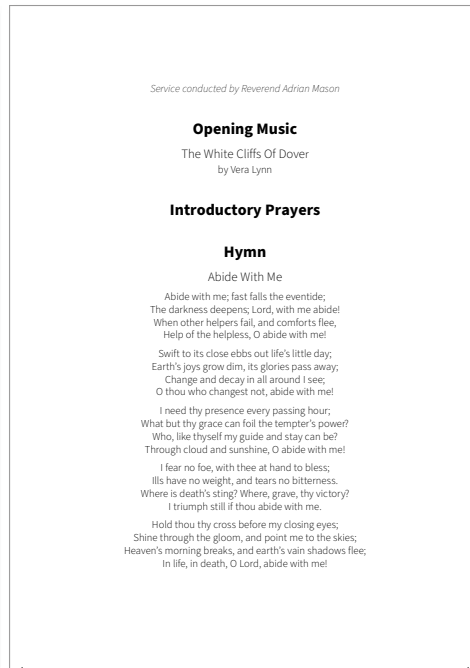 Service conducted by Reverend Adrian Mason
Opening Music
The White Cliffs Of Dover
by Vera Lynn
Introductory Prayers
Hymn
Abide With Me
Abide with me; fast falls the eventide;
The darkness deepens; Lord, with me abide!
When other helpers fail, and comforts flee,
Help of the helpless, O abide with me!
Swift to its close ebbs out life's little day;
Earth's joys grow dim, its glories pass away;
Change and decay in all around I see;
O thou who changest not, abide with me!
I need thy presence every passing hour;
What but thy grace can foil the tempter's power?
Who, like thyself my guide and stay can be?
Through cloud and sunshine, O abide with me!
I fear no foe, with thee at hand to bless;
Ills have no weight, and tears no bitterness.
Where is death's sting? Where, grave, thy victory?
I triumph still if thou abide with me.
Hold thou thy cross before my closing eyes;
Shine through the gloom, and point me to the skies;
Heaven's morning breaks, and earth's vain shadows flee;
In life, in death, O Lord, abide with me!